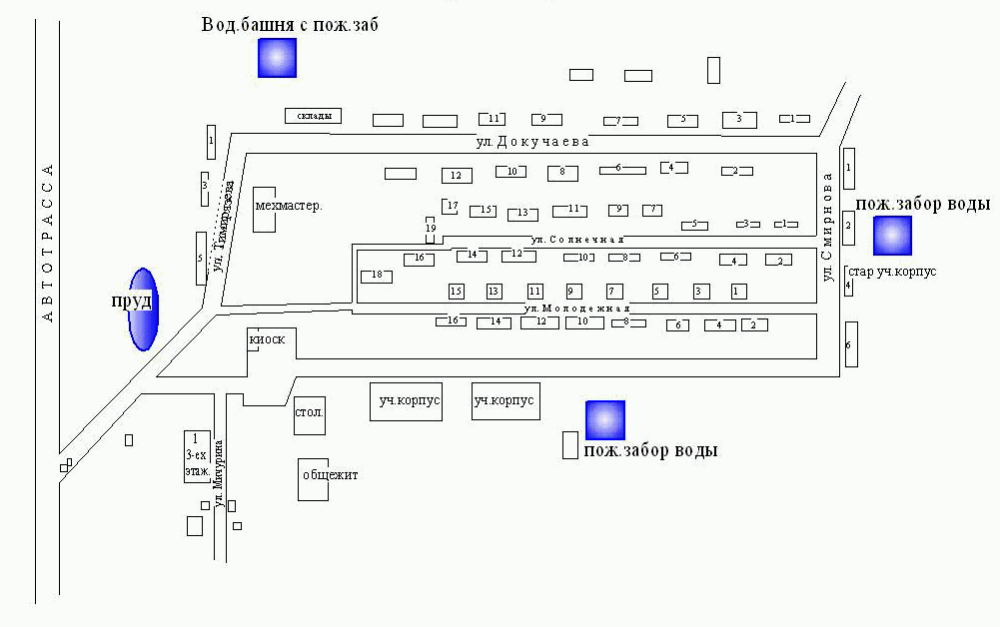 Вод.башня с пож.заб
склады
11
9
7
5
3
1
ул. Докучаева
1
3
5
ул. Тимирязева
мехмастер.
12
10
8
6
4
2
17
15
13
11
9
7
5
3
1
19
ул. Солнечная
18
16
14
12
10
8
6
4
2
15
13
11
9
7
5
3
1
ул. Молодежная
16
14
12
10
8
6
4
2
ул. Смирнова
1
2
4
6
пож.забор воды
стар уч.корпус
АВТОТРАССА
пруд
киоск
стол.
уч.корпус
уч.корпус
пож.забор воды
общежит
1
3-ех
этаж.
ул. Мичурина